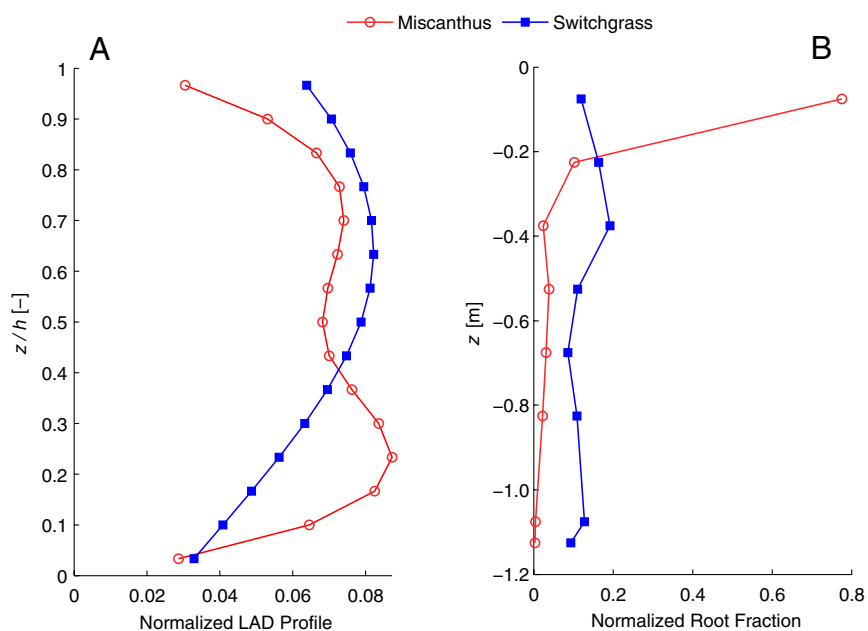 Miscanthus Switchgrass
A
B
1
0.9
0.8
0.7
0.6
0.5
0.4
0.3
0.2
0.1
0
z / h [-]
0 0.02 0.04 0.06 0.08
Normalized LAD Profile
0
−0.2
−0.4
−0.6
−0.8
−1.0
−1.2
z [m]
0 0.2 0.4 0.6 0.8
Normalized Root Fraction